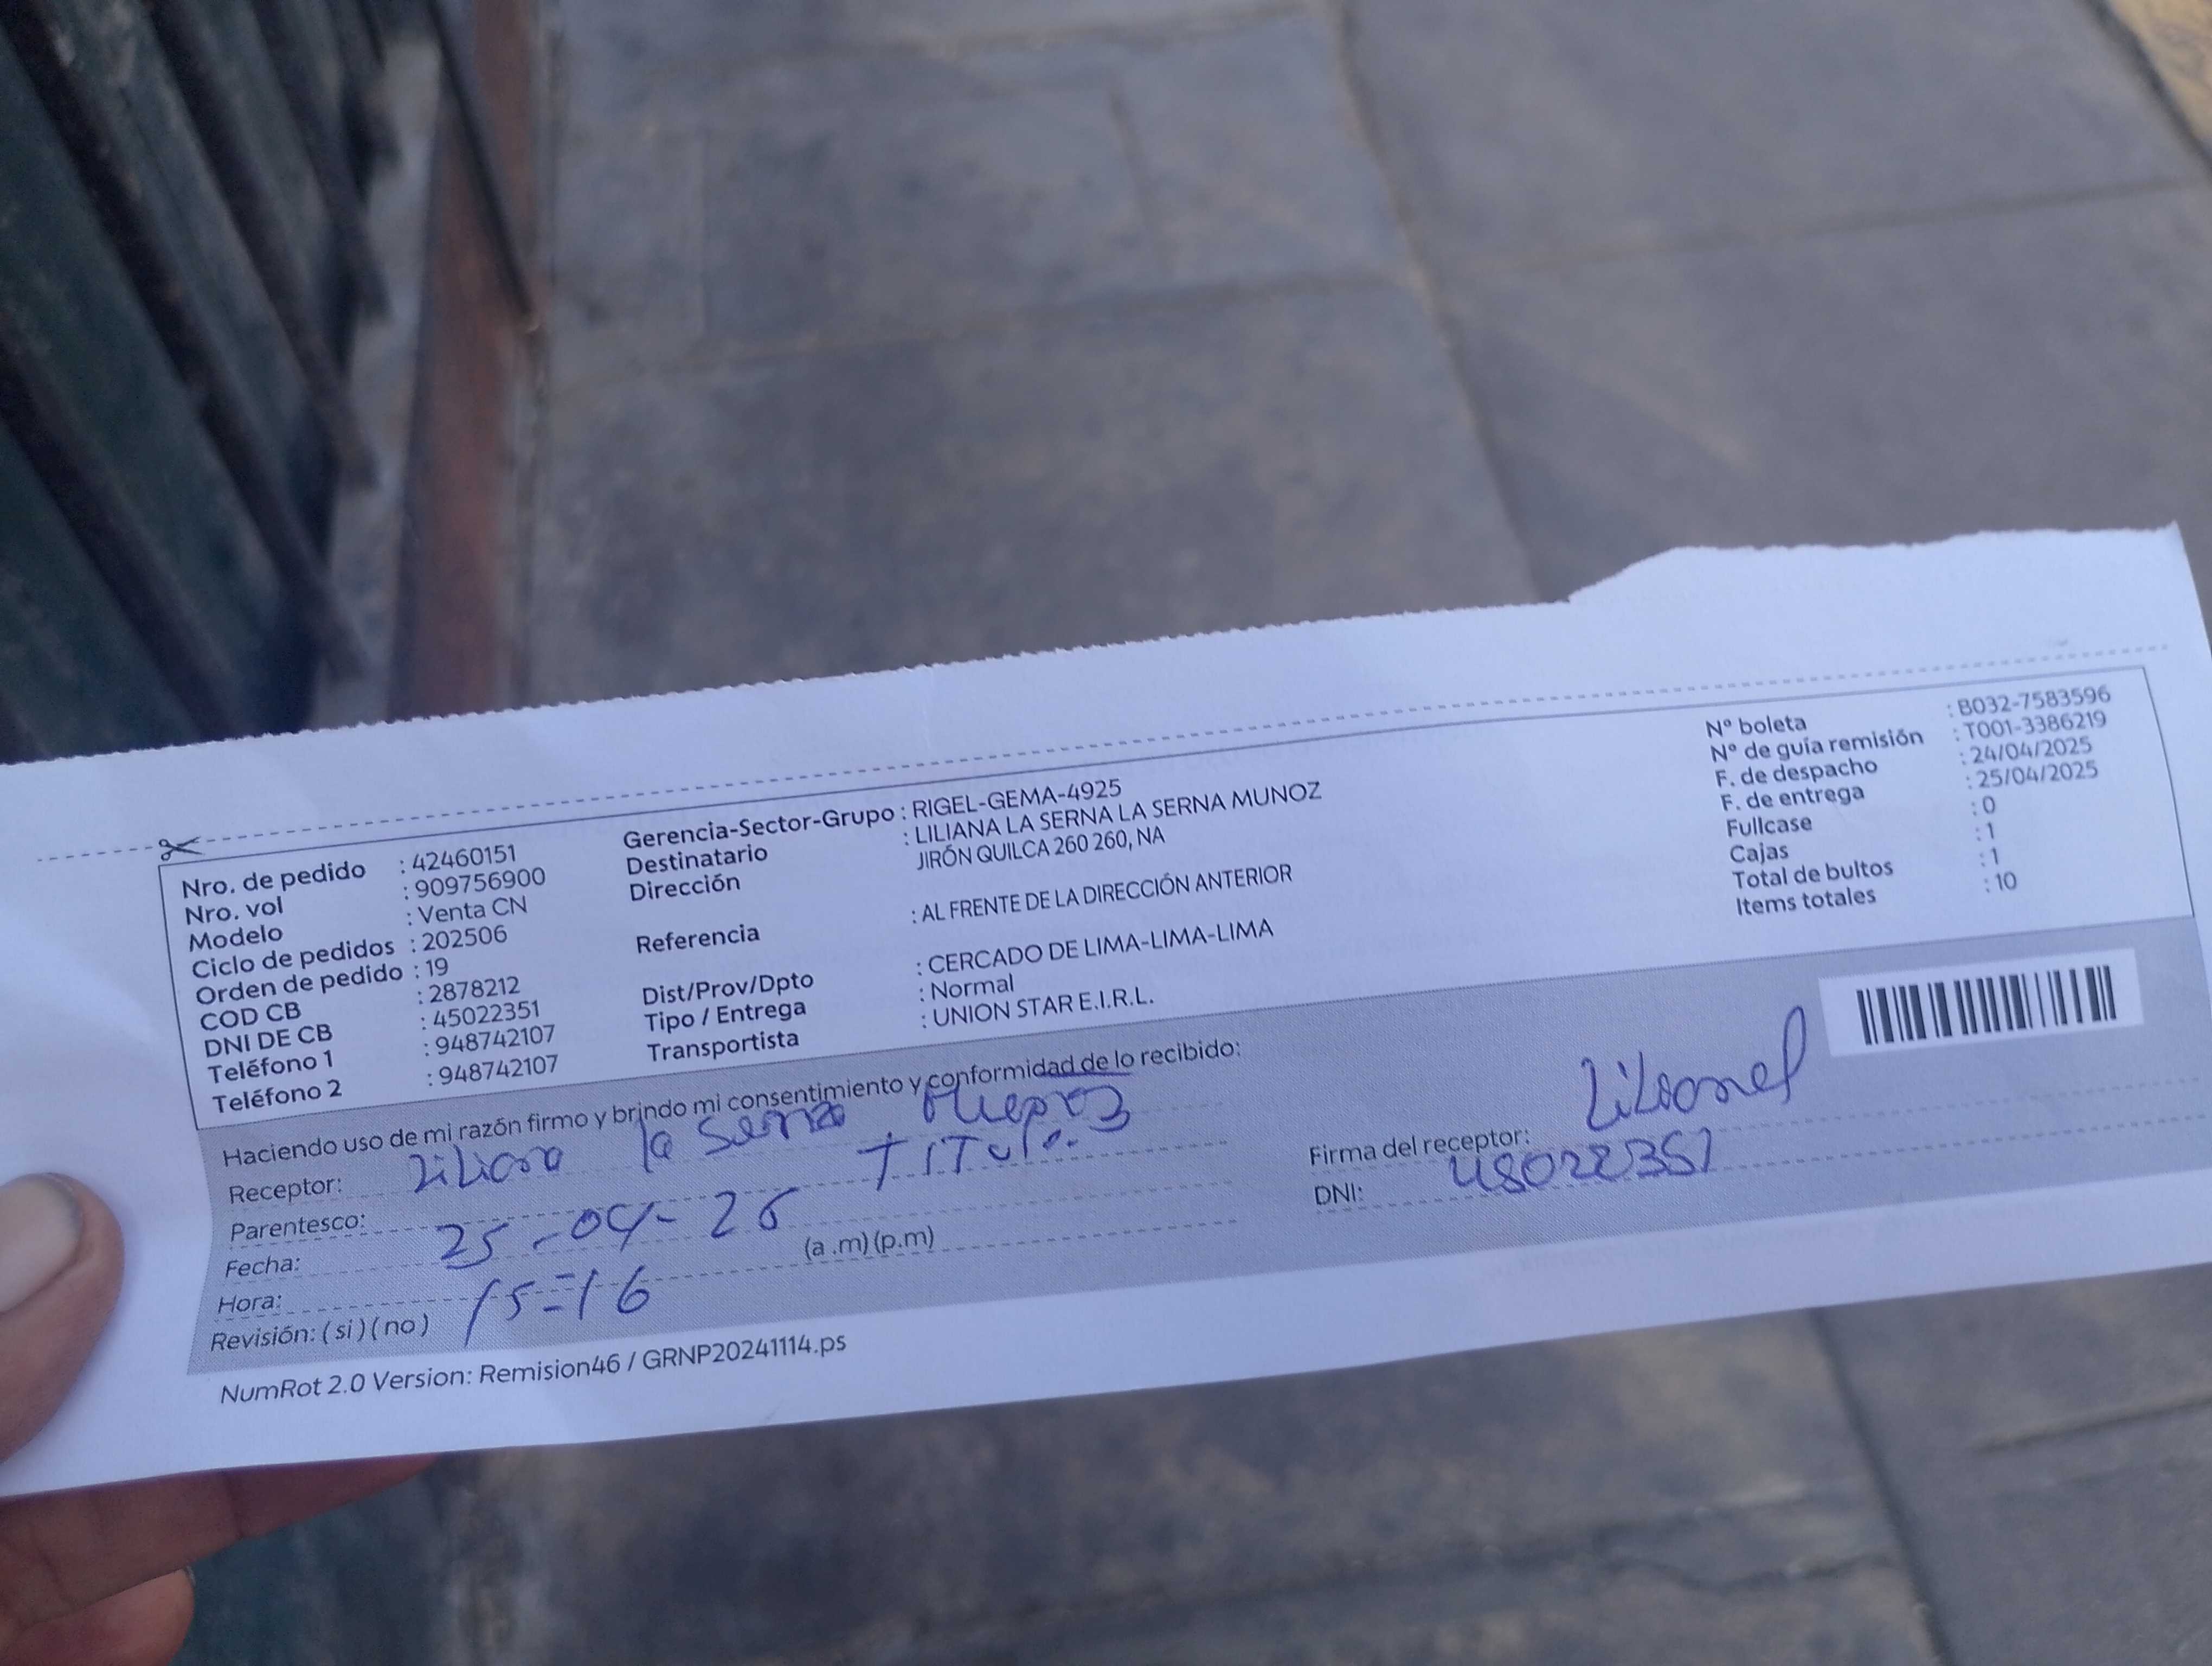 Nro. de pedido : 42460151
Nro. vol : 909756900
Modelo : Venta CN
Ciclo de pedidos : 202506
Orden de pedido : 19
COD CB : 2878212
DNI DE CB : 45022351
Teléfono 1 : 948742107
Teléfono 2 : 948742107
Gerencia-Sector-Grupo : RIGEL-GEMA-4925
Destinatario : LILIANA LA SERNA LA SERNA MUNOZ
Dirección JIRÓN QUILCA 260 260, NA
Referencia : AL FRENTE DE LA DIRECCIÓN ANTERIOR
Dist/Prov/Dpto : CERCADO DE LIMA-LIMA-LIMA
Tipo / Entrega : Normal
Transportista : UNION STAR E.I.R.L.
N° boleta : B032-7583596
N° de guía remisión : T001-3386219
F. de despacho : 24/04/2025
F. de entrega : 25/04/2025
Fullcase : 0
Cajas : 1
Total de bultos : 1
Items totales : 10
Haciendo uso de mi razón firmo y brindo mi consentimiento y conformidad de lo recibido:
Receptor: Liliana la Serna
Parentesco:
Fecha: 25-04-25
Hora: 15=16 (a .m) (p.m)
Revisión: ( si ) ( no )
Firma del receptor:
DNI: 45022351
NumRot 2.0 Version: Remision46 / GRNP20241114.ps